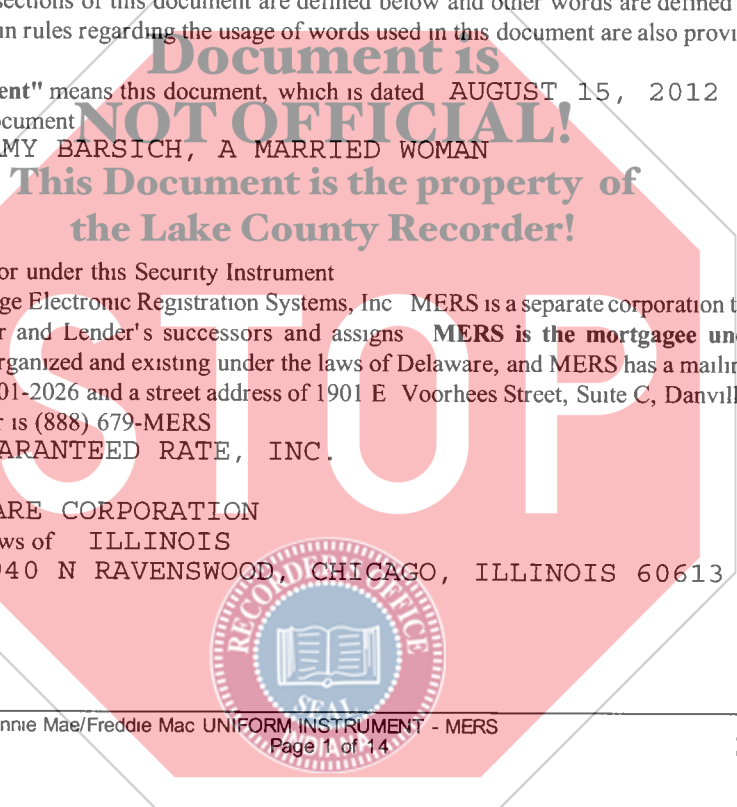 sections of this document are defined below and other words are defined
in rules regarding the usage of words used in this document are also provi
Document is
ent" means this document, which is dated AUGUST 15, 2012
ocument
NOT OFFICIAL!
MY BARSICH, A MARRIED WOMAN
This Document is the property of
the Lake County Recorder!
or under this Security Instrument
ge Electronic Registration Systems, Inc MERS is a separate corporation t
r and Lender's successors and assigns MERS is the mortgagee un
rganized and existing under the laws of Delaware, and MERS has a mailin
01-2026 and a street address of 1901 E Voorhees Street, Suite C, Danvill
r is (888) 679-MERS
STOP
ARANTEED RATE, INC.
ARE CORPORATION
ws of ILLINOIS
940 N RAVENSWOOD, CHICAGO, ILLINOIS 60613
RECORDER'S OFFICE
SEAL
INDIANA
nnie Mae/Freddie Mac UNIFORM INSTRUMENT - MERS
Page 1 of 14